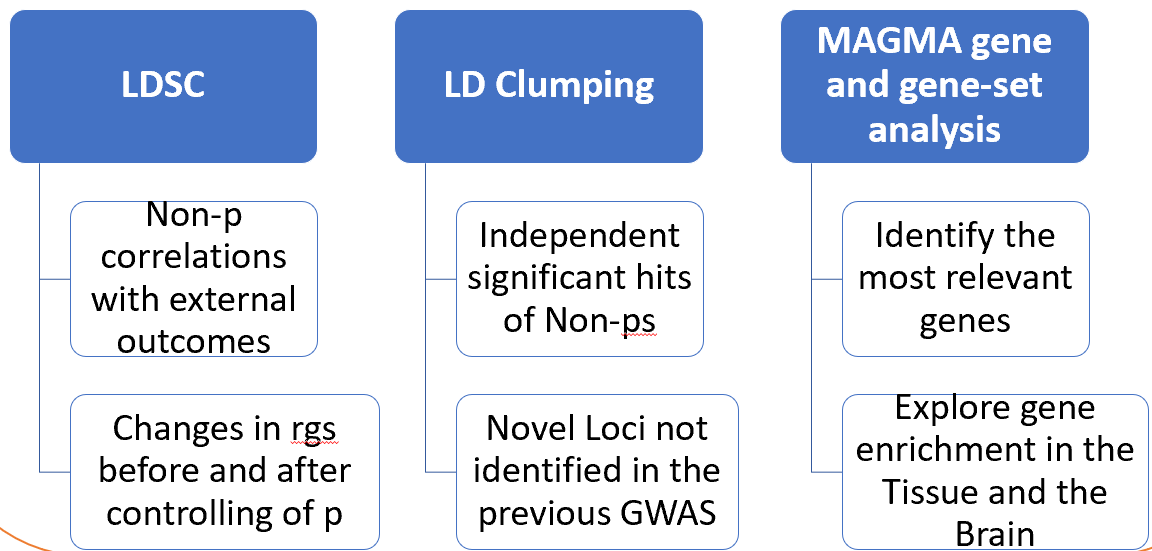 LDSC
Non-p
correlations
with external
outcomes
Changes in rgs
before and after
controlling of p
LD Clumping
Independent
significant hits
of Non-ps
Novel Loci not
identified in the
previous GWAS
MAGMA gene
and gene-set
analysis
Identify the
most relevant
genes
Explore gene
enrichment in the
Tissue and the
Brain